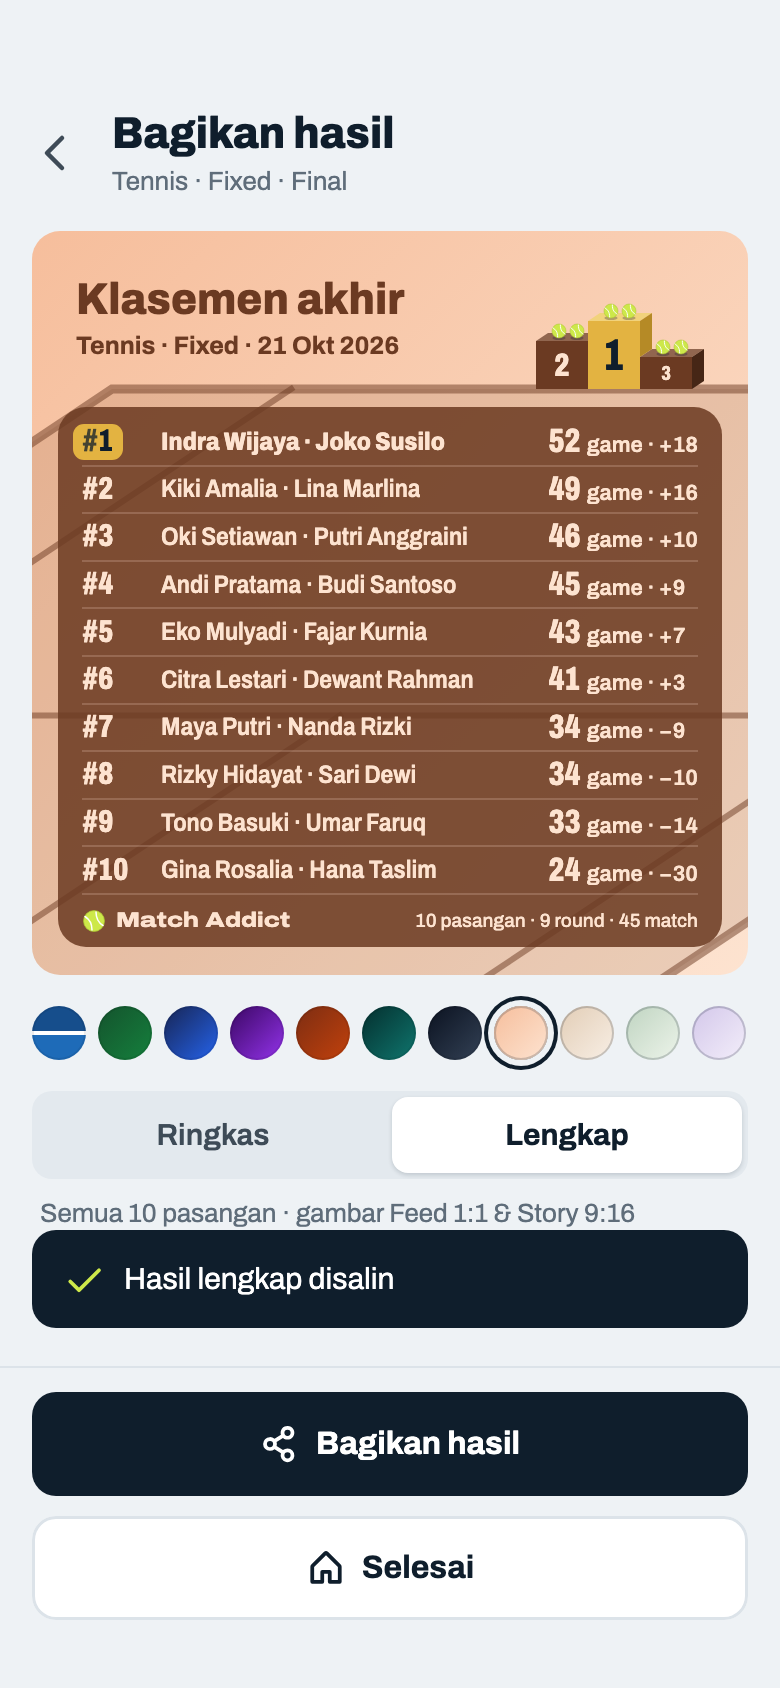 Bagikan hasil
Tennis · Fixed · Final
Klasemen akhir
Tennis · Fixed · 21 Okt 2026
2 1 3
#1 Indra Wijaya · Joko Susilo 52 game · +18
#2 Kiki Amalia · Lina Marlina 49 game · +16
#3 Oki Setiawan · Putri Anggraini 46 game · +10
#4 Andi Pratama · Budi Santoso 45 game · +9
#5 Eko Mulyadi · Fajar Kurnia 43 game · +7
#6 Citra Lestari · Dewant Rahman 41 game · +3
#7 Maya Putri · Nanda Rizki 34 game · −9
#8 Rizky Hidayat · Sari Dewi 34 game · −10
#9 Tono Basuki · Umar Faruq 33 game · −14
#10 Gina Rosalia · Hana Taslim 24 game · −30
Match Addict 10 pasangan · 9 round · 45 match
Ringkas Lengkap
Semua 10 pasangan · gambar Feed 1:1 & Story 9:16
Hasil lengkap disalin
Bagikan hasil
Selesai